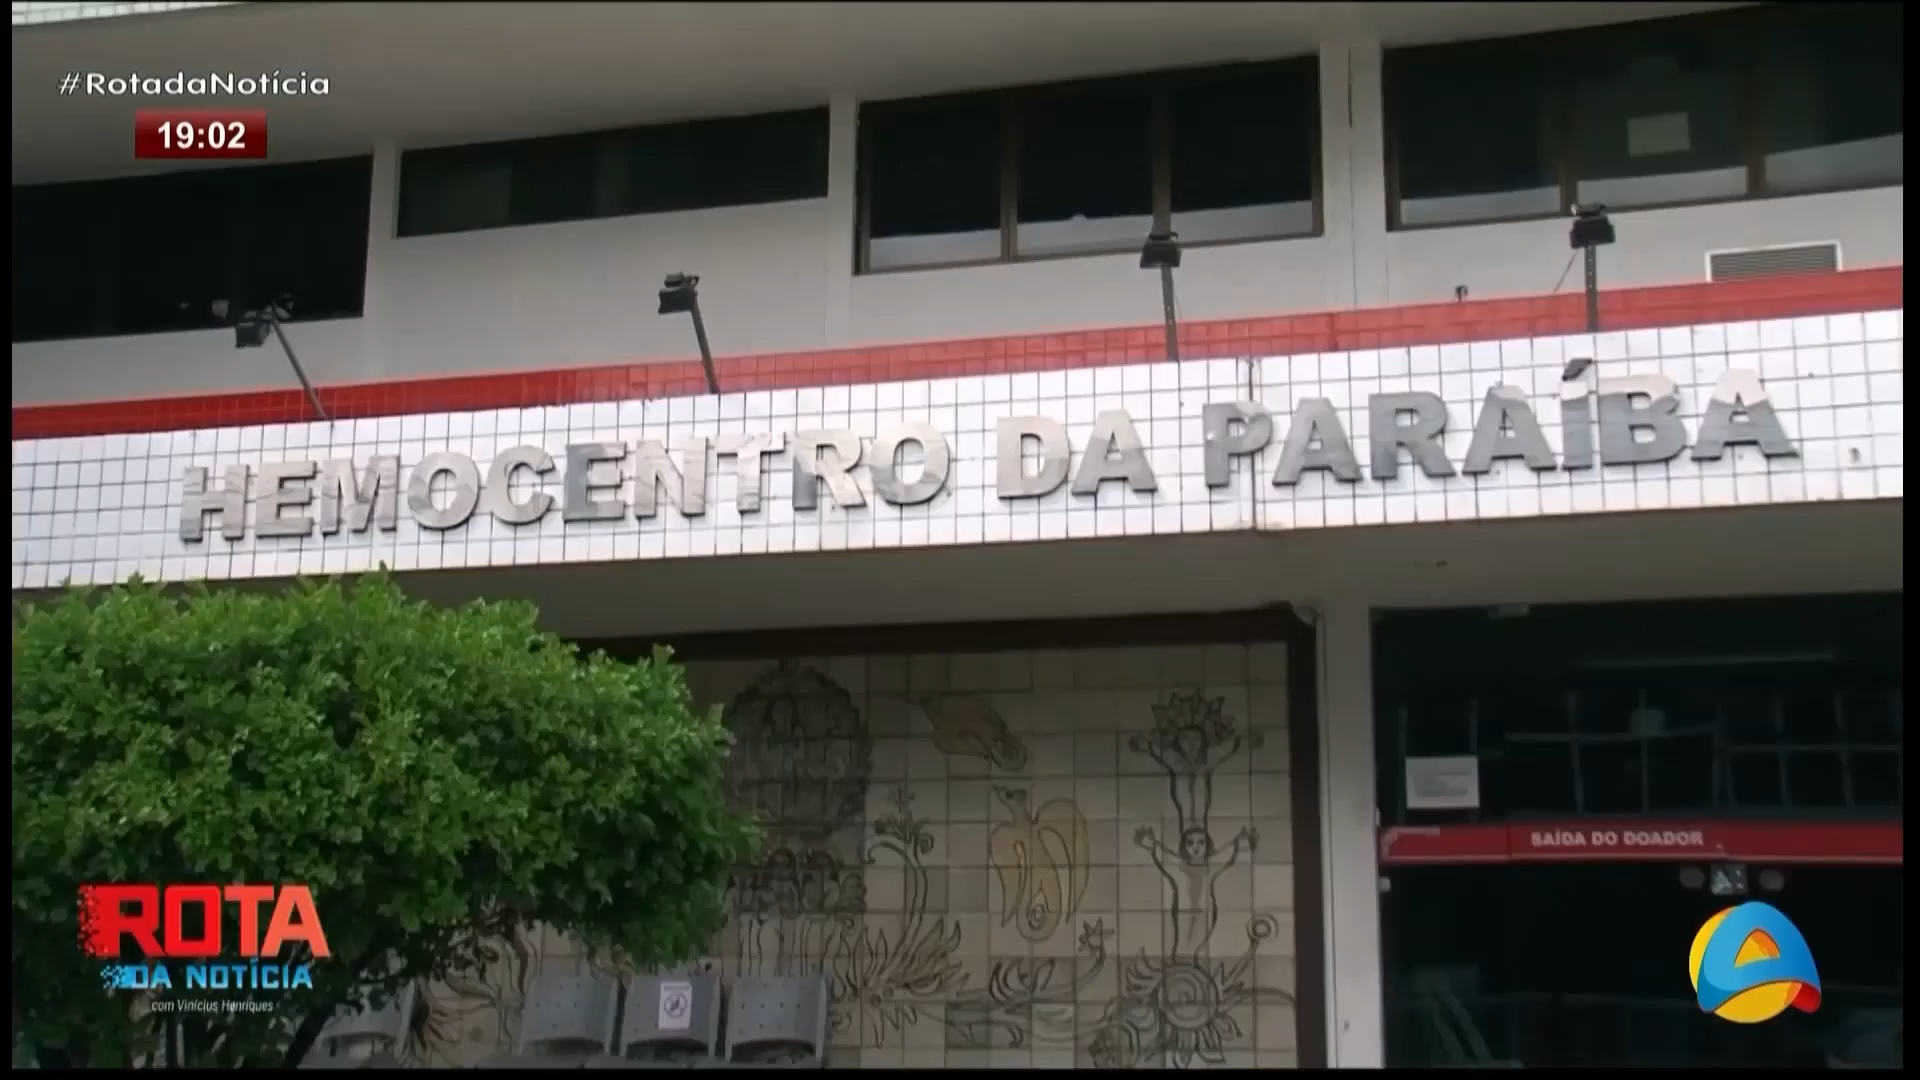 #RotadaNotícia
19:02
HEMOCENTRO DA PARAÍBA
SAÍDA DO DOADOR
ROTA
DA NOTÍCIA
com Vinícius Henriques